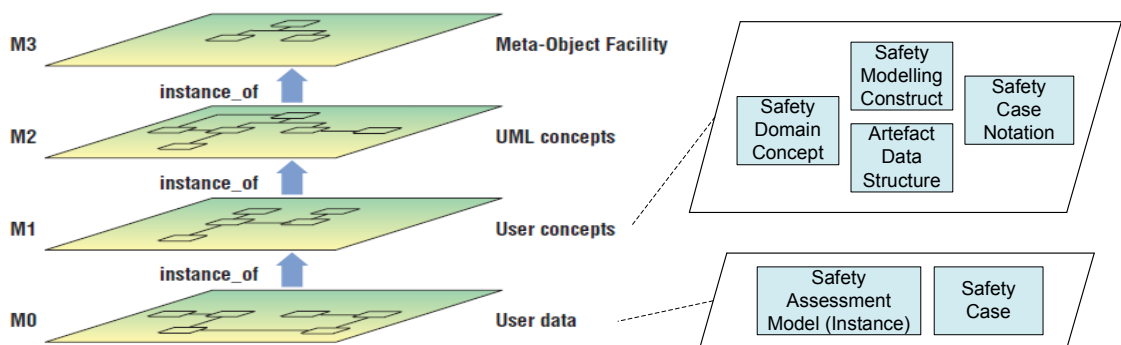 M3
Meta-Object Facility
instance_of
M2
UML concepts
instance_of
M1
User concepts
instance_of
M0
User data
Safety
Domain
Concept
Safety
Modelling
Construct
Artefact
Data
Structure
Safety
Case
Notation
Safety
Assessment
Model (Instance)
Safety
Case